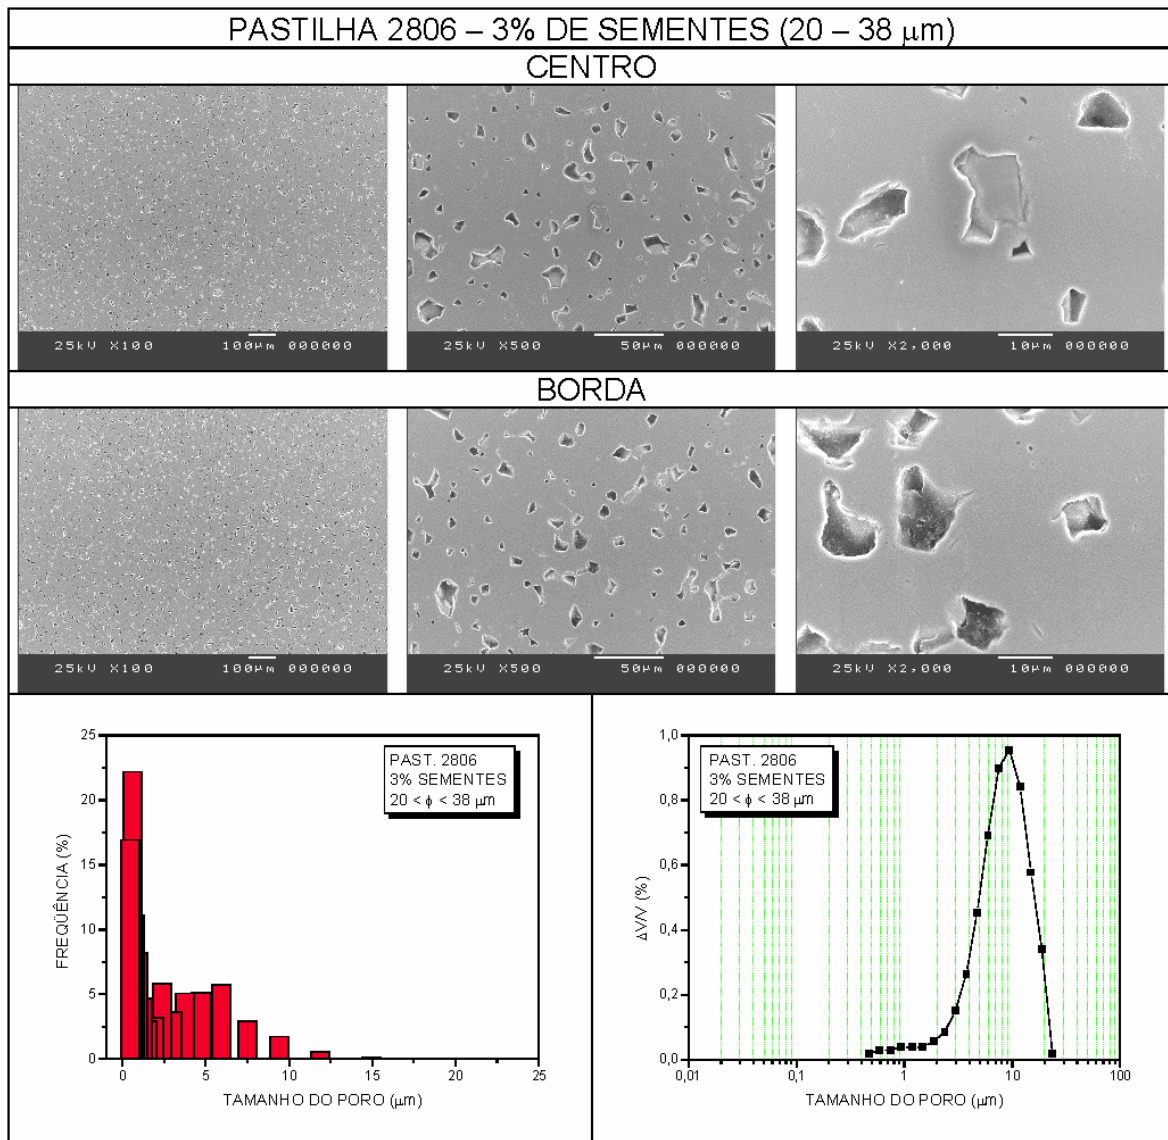 PASTILHA 2806 – 3% DE SEMENTES (20 – 38 μm)
CENTRO
25kV X100 100μm 000000
25kV X500 50μm 000000
25kV X2,000 10μm 000000
BORDA
25kV X100 100μm 000000
25kV X500 50μm 000000
25kV X2,000 10μm 000000
25
20
15
10
5
0
FREQÜÊNCIA (%)
PAST. 2806
3% SEMENTES
20 < ϕ < 38 μm
0 5 10 15 20 25
TAMANHO DO PORO (μm)
1,0
0,8
0,6
0,4
0,2
0,0
ΔV/V (%)
PAST. 2806
3% SEMENTES
20 < ϕ < 38 μm
0,01 0,1 1 10 100
TAMANHO DO PORO (μm)